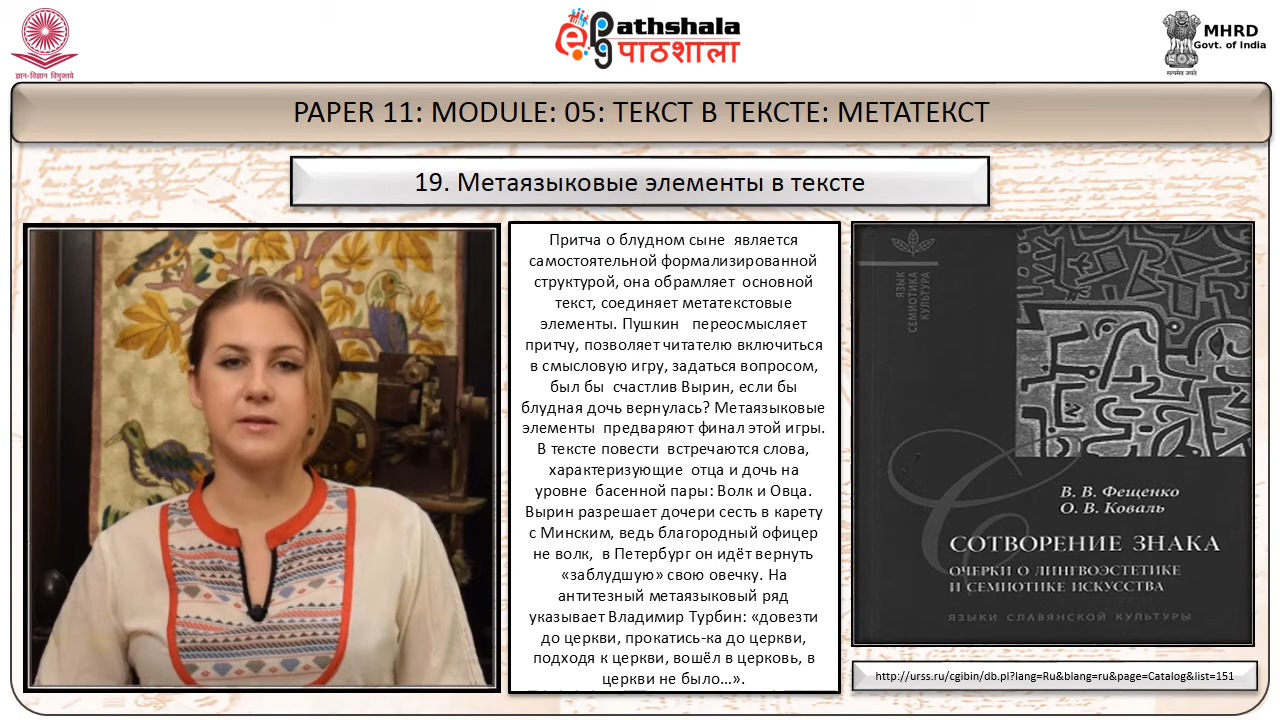 ज्ञान-विज्ञान विमुक्तये
ePg Pathshala
पाठशाला
MHRD
Govt. of India
सत्यमेव जयते
PAPER 11: MODULE: 05: ТЕКСТ В ТЕКСТЕ: МЕТАТЕКСТ
19. Метаязыковые элементы в тексте
Притча о блудном сыне является
самостоятельной формализированной
структурой, она обрамляет основной
текст, соединяет метатекстовые
элементы. Пушкин переосмысляет
притчу, позволяет читателю включиться
в смысловую игру, задаться вопросом,
был бы счастлив Вырин, если бы
блудная дочь вернулась? Метаязыковые
элементы предваряют финал этой игры.
В тексте повести встречаются слова,
характеризующие отца и дочь на
уровне басенной пары: Волк и Овца.
Вырин разрешает дочери сесть в карету
с Минским, ведь благородный офицер
не волк, в Петербург он идёт вернуть
«заблудшую» свою овечку. На
антитезный метаязыковый ряд
указывает Владимир Турбин: «довезти
до церкви, прокатись-ка до церкви,
подходя к церкви, вошёл в церковь, в
церкви не было…».
ЯЗЫК
СЕМИОТИКА
КУЛЬТУРА
В. В. Фещенко
О. В. Коваль
СОТВОРЕНИЕ ЗНАКА
ОЧЕРКИ О ЛИНГВОЭСТЕТИКЕ
И СЕМИОТИКЕ ИСКУССТВА
ЯЗЫКИ СЛАВЯНСКОЙ КУЛЬТУРЫ
http://urss.ru/cgibin/db.pl?lang=Ru&blang=ru&page=Catalog&list=151